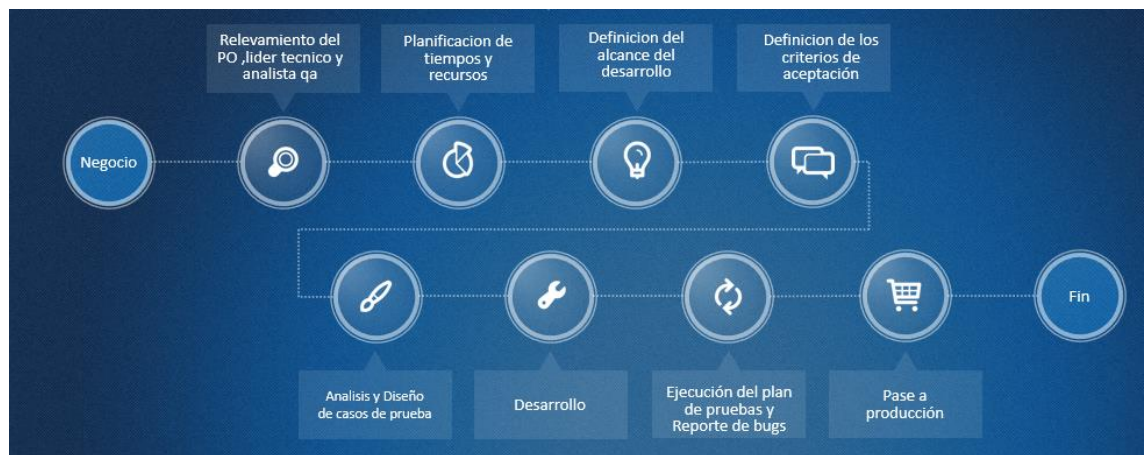 Relevamiento del
PO ,lider tecnico y
analista qa
Planificacion de
tiempos y
recursos
Definicion del
alcance del
desarrollo
Definicion de los
criterios de
aceptación
Negocio
Analisis y Diseño
de casos de prueba
Desarrollo
Ejecución del plan
de pruebas y
Reporte de bugs
Pase a
producción
Fin